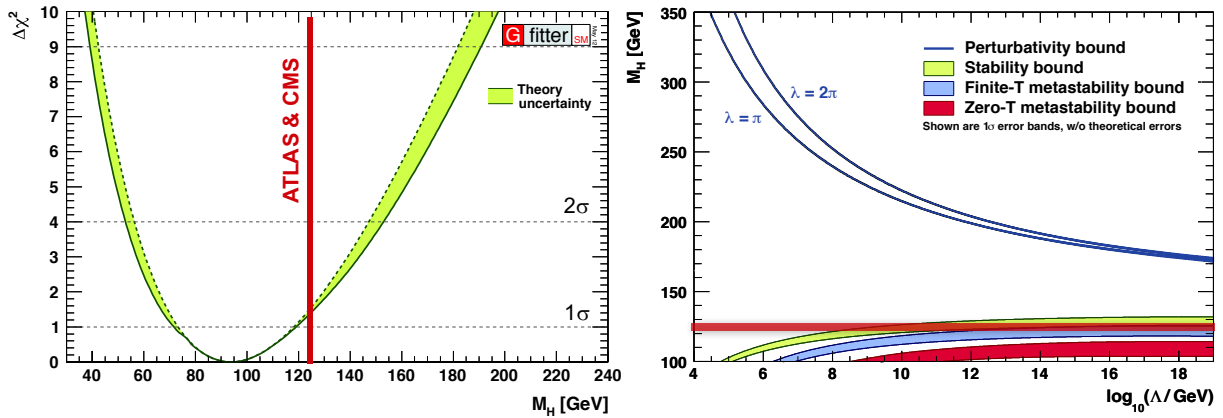 Δχ²
10
9
8
7
6
5
4
3
2
1
0
G fitter SM
May 12
Theory
uncertainty
ATLAS & CMS
2σ
1σ
40 60 80 100 120 140 160 180 200 220 240
M_H [GeV]
M_H [GeV]
350
300
250
200
150
100
Perturbativity bound
Stability bound
Finite-T metastability bound
Zero-T metastability bound
Shown are 1σ error bands, w/o theoretical errors
λ = 2π
λ = π
4 6 8 10 12 14 16 18
log₁₀(Λ / GeV)